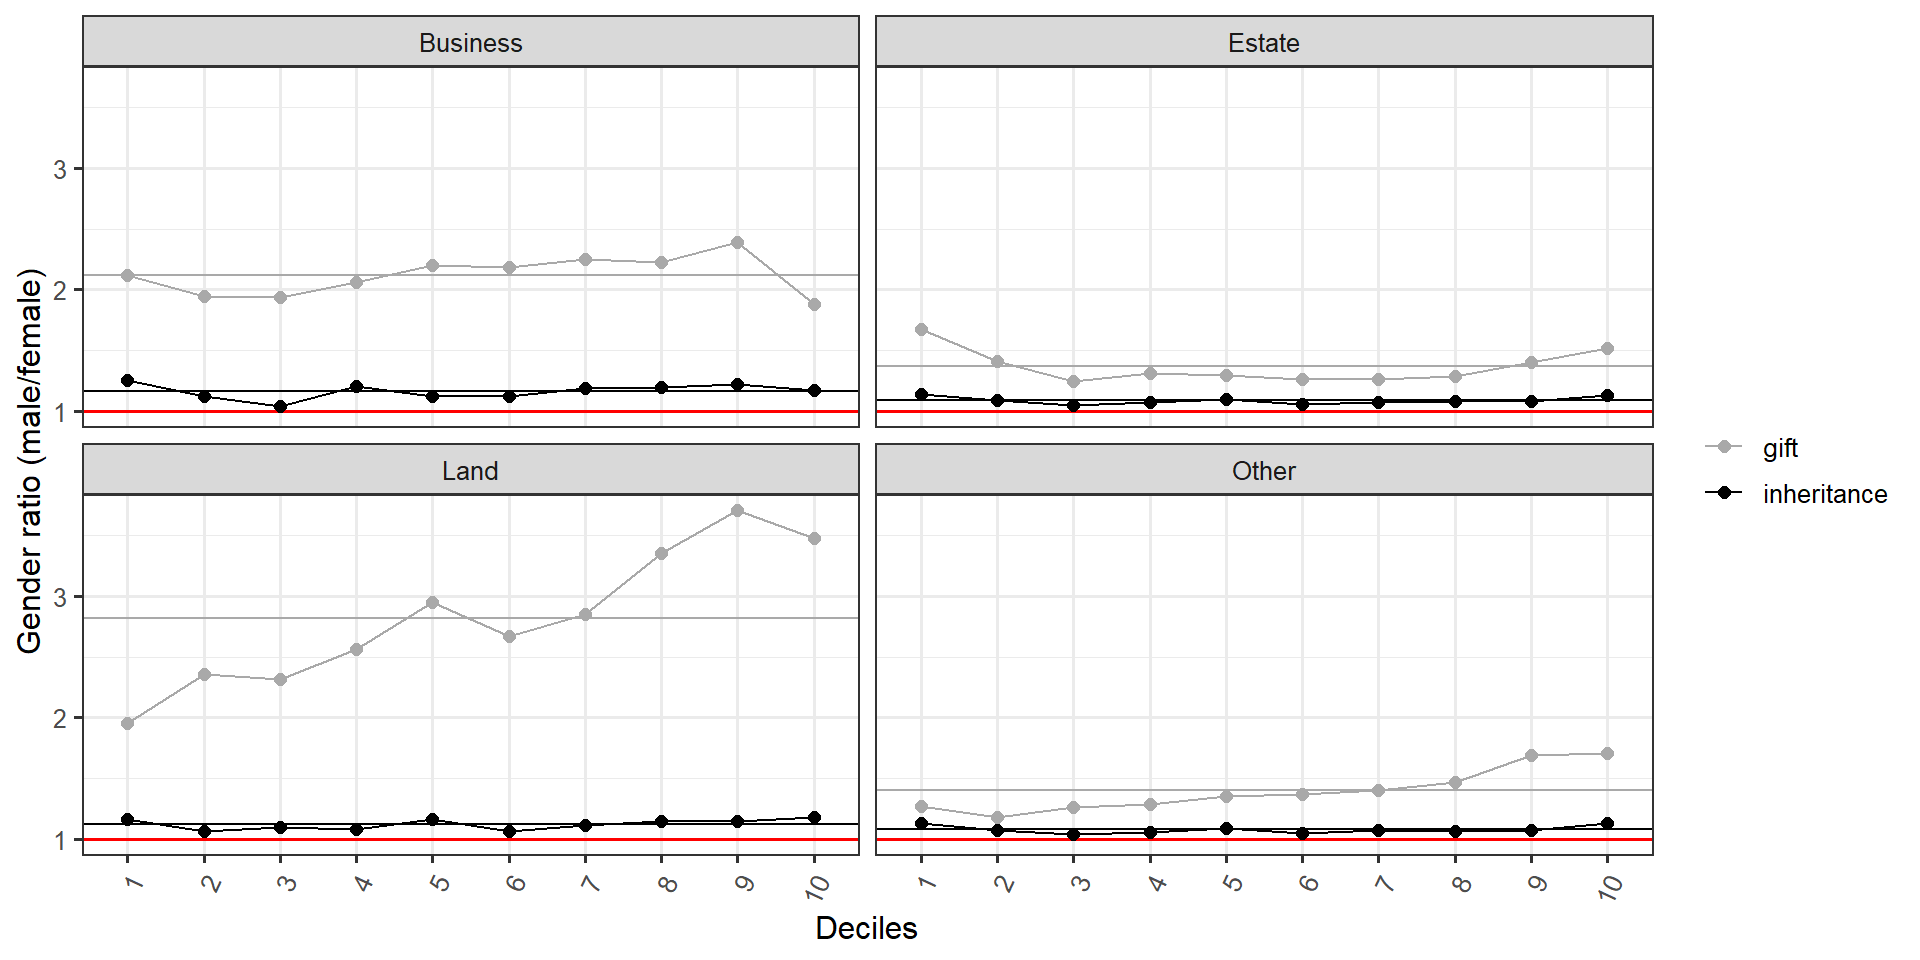 Business
Estate
3
2
1
Land
Other
3
2
1
Gender ratio (male/female)
gift
inheritance
1 2 3 4 5 6 7 8 9 10
1 2 3 4 5 6 7 8 9 10
Deciles